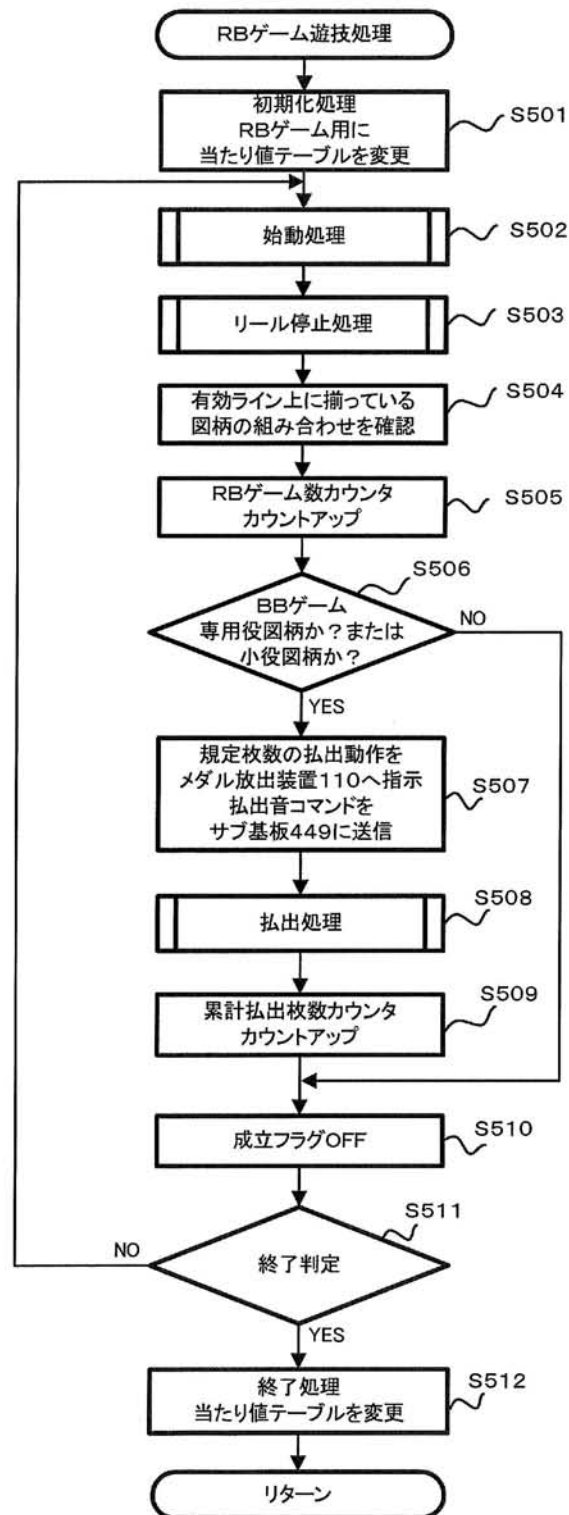 RBゲーム遊技処理
初期化処理
RBゲーム用に
当たり値テーブルを変更
S501
始動処理
S502
リール停止処理
S503
有効ライン上に揃っている
図柄の組み合わせを確認
S504
RBゲーム数カウンタ
カウントアップ
S505
S506
BBゲーム
専用役図柄か？または
小役図柄か？
NO
YES
規定枚数の払出動作を
メダル放出装置110へ指示
払出音コマンドを
サブ基板449に送信
S507
払出処理
S508
累計払出枚数カウンタ
カウントアップ
S509
成立フラグOFF
S510
S511
終了判定
NO
YES
終了処理
当たり値テーブルを変更
S512
リターン